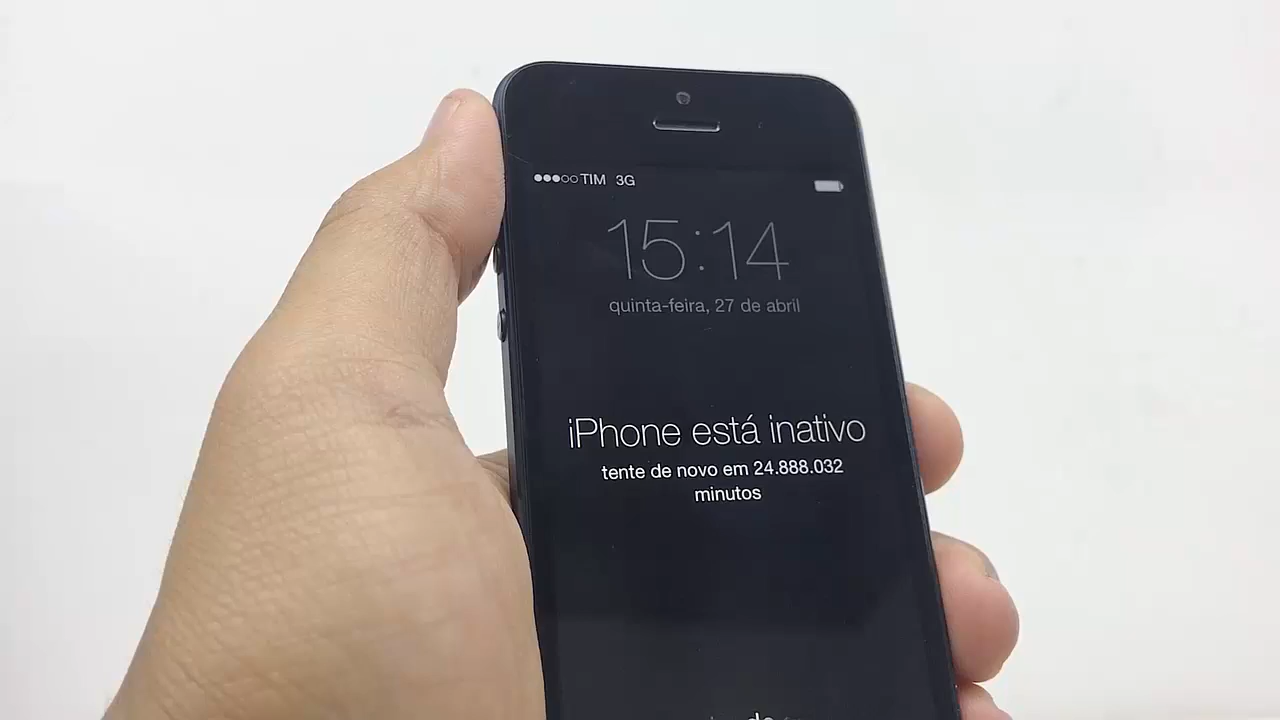 TIM 3G
15:14
quinta-feira, 27 de abril
iPhone está inativo
tente de novo em 24.888.032
minutos